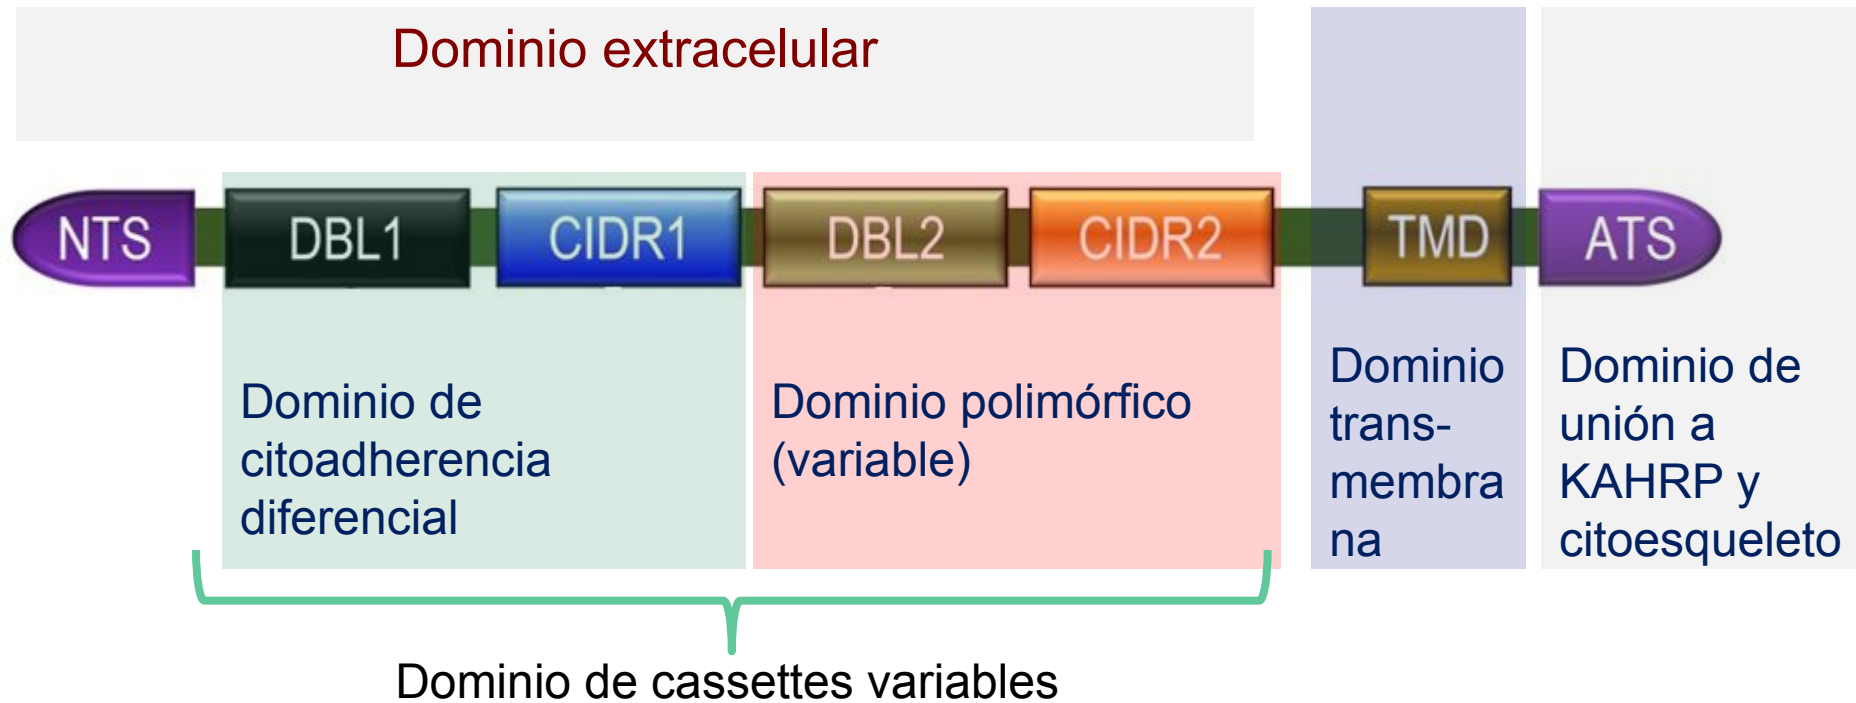 Dominio extracelular
NTS
DBL1
CIDR1
DBL2
CIDR2
TMD
ATS
Dominio de
citoadherencia
diferencial
Dominio polimórfico
(variable)
Dominio
trans-
membra
na
Dominio de
unión a
KAHRP y
citoesqueleto
Dominio de cassettes variables